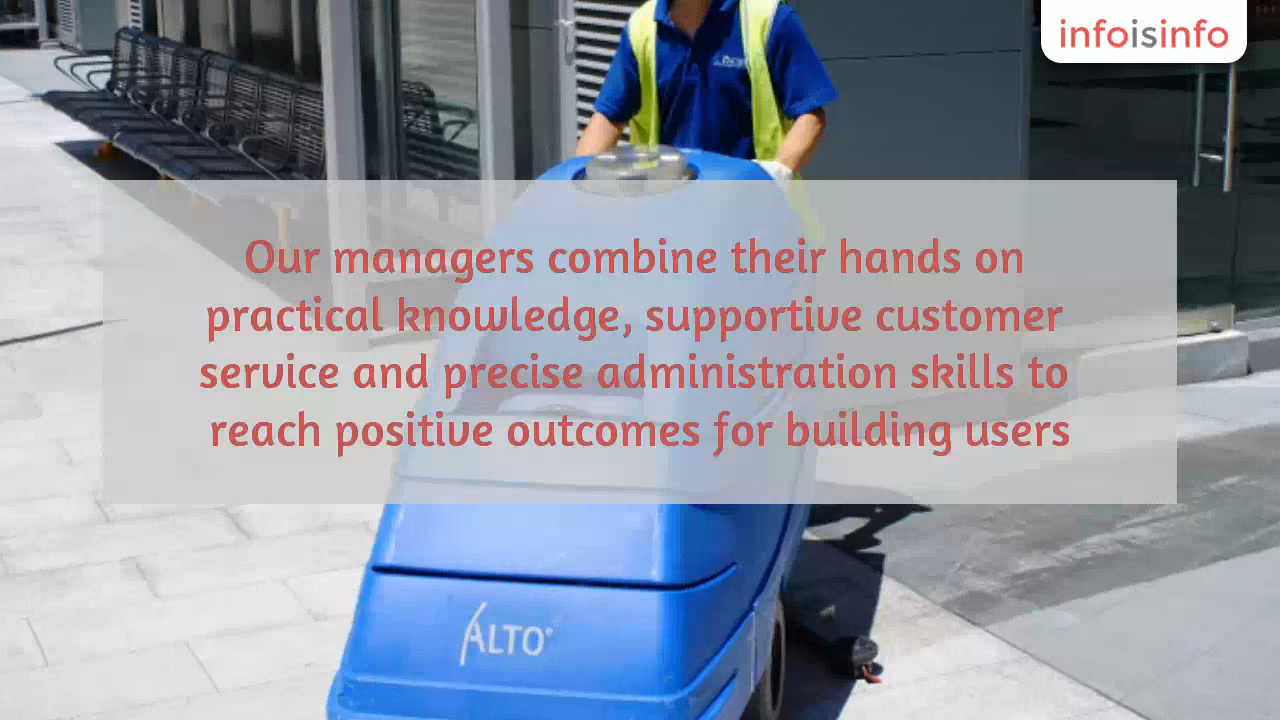 infoisinfo
Our managers combine their hands on
practical knowledge, supportive customer
service and precise administration skills to
reach positive outcomes for building users
ALTO